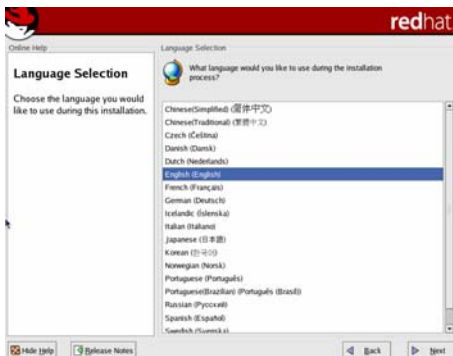 redhat
Online Help
Language Selection
Language Selection
Choose the language you would
like to use during this installation.
What language would you like to use during the installation
process?
Chinese(Simplified) (简体中文)
Chinese(Traditional) (繁體中文)
Czech (Čeština)
Danish (Dansk)
Dutch (Nederlands)
English (English)
French (Français)
German (Deutsch)
Icelandic (Íslenska)
Italian (Italiano)
Japanese (日本語)
Korean (한국어)
Norwegian (Norsk)
Portuguese (Português)
Portuguese(Brazilian) (Português (Brasil))
Russian (Русский)
Spanish (Español)
Swedish (Svenska)
Hide Help
Release Notes
Back
Next